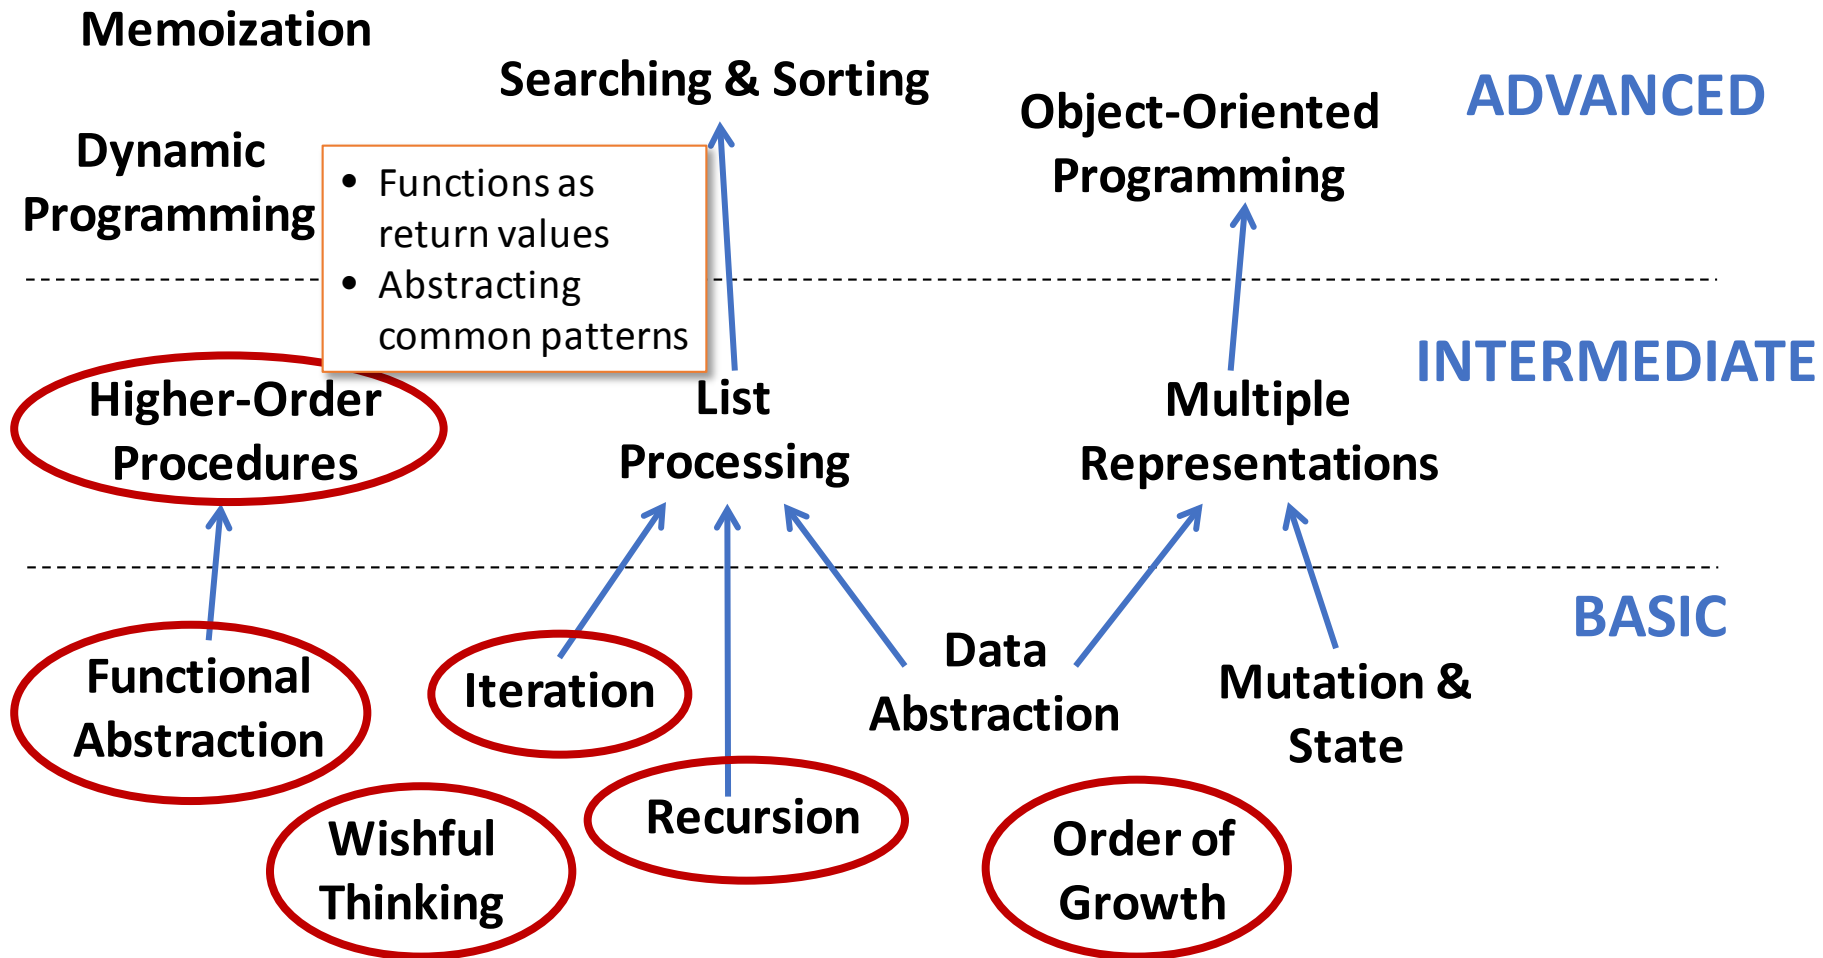 Memoization
Searching & Sorting
Object-Oriented
Programming
ADVANCED
Dynamic
Programming
• Functions as
return values
• Abstracting
common patterns
INTERMEDIATE
Higher-Order
Procedures
List
Processing
Multiple
Representations
BASIC
Functional
Abstraction
Iteration
Data
Abstraction
Mutation &
State
Wishful
Thinking
Recursion
Order of
Growth